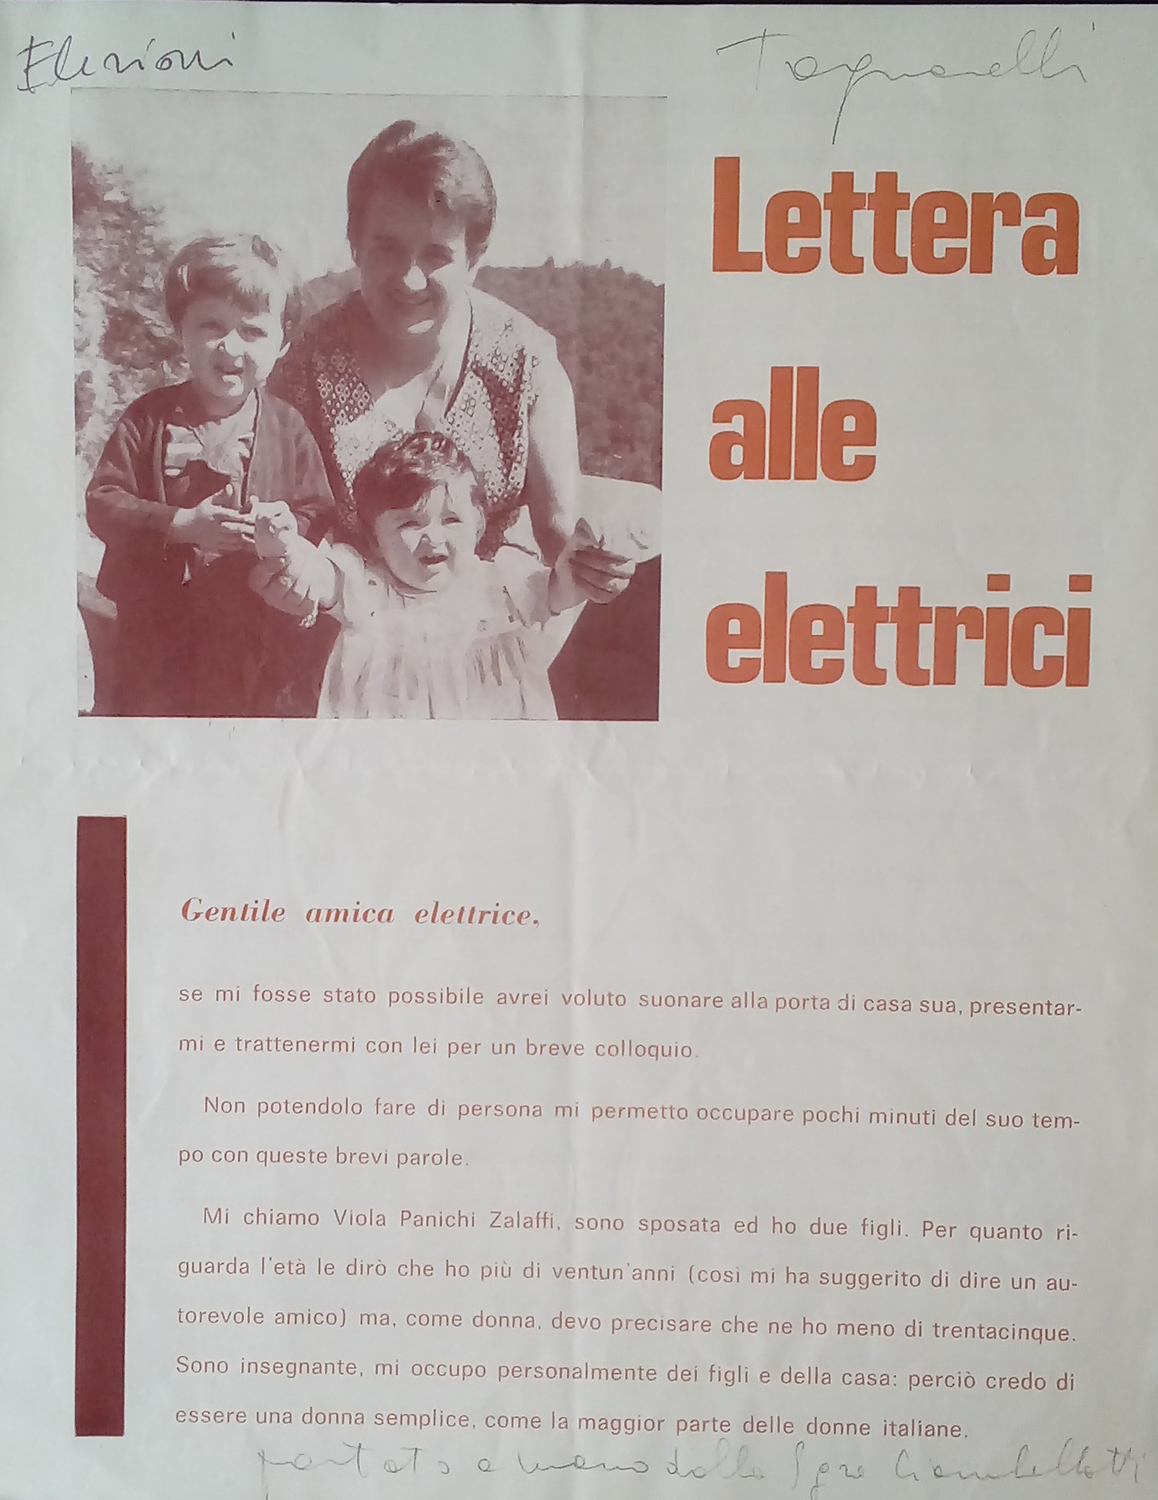 Elezioni
Tognarelli
Lettera
alle
elettrici
Gentile amica elettrice,
se mi fosse stato possibile avrei voluto suonare alla porta di casa sua, presentar-
mi e trattenermi con lei per un breve colloquio.
Non potendolo fare di persona mi permetto occupare pochi minuti del suo tem-
po con queste brevi parole.
Mi chiamo Viola Panichi Zalaffi, sono sposata ed ho due figli. Per quanto ri-
guarda l'età le dirò che ho più di ventun'anni (così mi ha suggerito di dire un au-
torevole amico) ma, come donna, devo precisare che ne ho meno di trentacinque.
Sono insegnante, mi occupo personalmente dei figli e della casa: perciò credo di
essere una donna semplice, come la maggior parte delle donne italiane.
portato a mano dalla Sgra